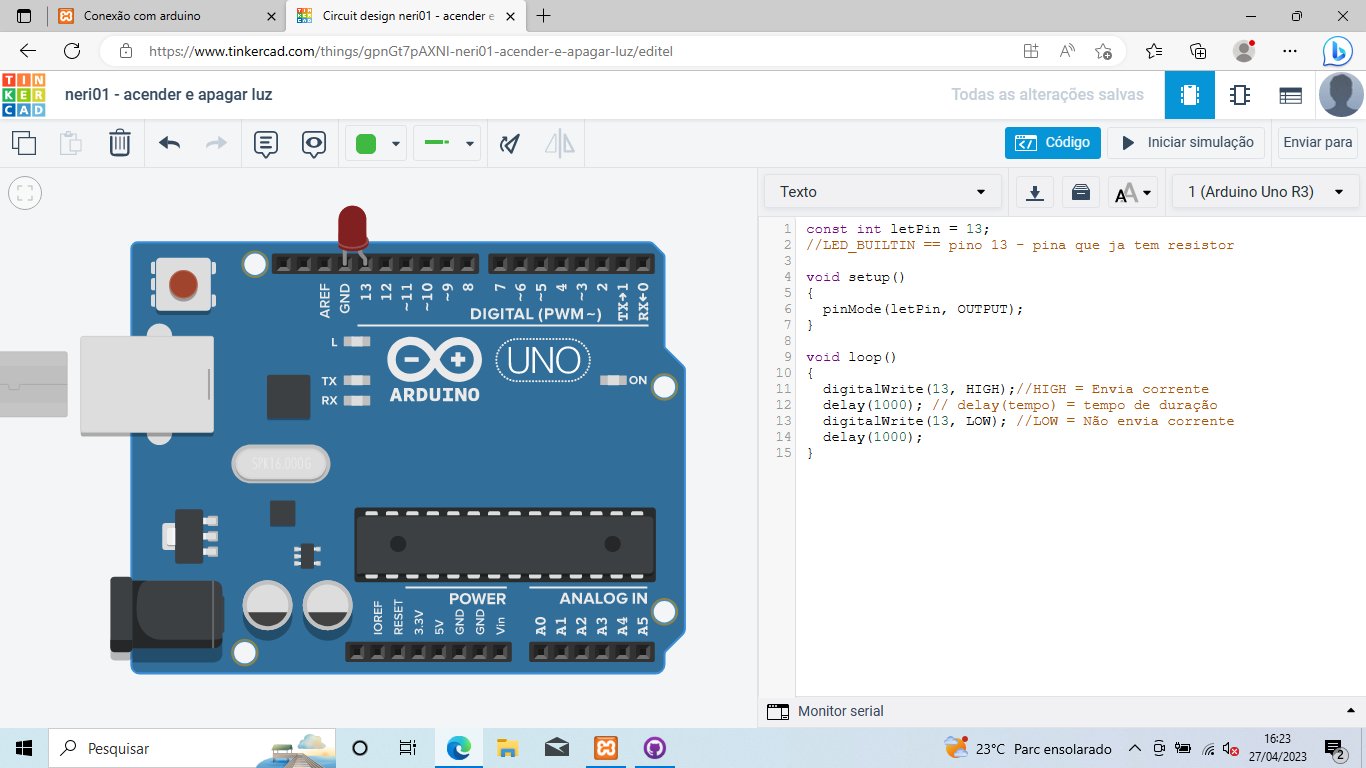 Conexão com arduino
Circuit design neri01 - acender e
https://www.tinkercad.com/things/gpnGt7pAXNl-neri01-acender-e-apagar-luz/editel
TIN
KER
CAD
neri01 - acender e apagar luz
Todas as alterações salvas
Código
Iniciar simulação
Enviar para
Texto
1 (Arduino Uno R3)
1 const int letPin = 13;
2 //LED_BUILTIN == pino 13 - pina que ja tem resistor
3
4 void setup()
5 {
6 pinMode(letPin, OUTPUT);
7 }
8
9 void loop()
10 {
11 digitalWrite(13, HIGH);//HIGH = Envia corrente
12 delay(1000); // delay(tempo) = tempo de duração
13 digitalWrite(13, LOW); //LOW = Não envia corrente
14 delay(1000);
15 }
AREF
GND
13
12
~11
~10
~9
8
7
~6
~5
4
~3
2
TX→1
RX←0
DIGITAL (PWM~)
L
TX
RX
ARDUINO
UNO
ON
SPK16.000G
POWER
ANALOG IN
IOREF
RESET
3.3V
5V
GND
GND
Vin
A0
A1
A2
A3
A4
A5
Monitor serial
Pesquisar
23°C Parc ensolarado
16:23
27/04/2023
2